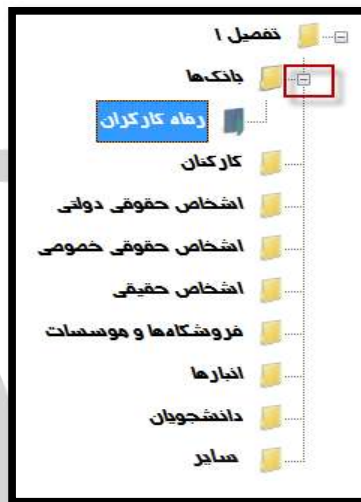 تفصیل ۱
بانک‌ها
رفاه کارکران
کارکنان
اشخاص حقوقی دولتی
اشخاص حقوقی خصوصی
اشخاص حقیقی
فروشگاه‌ها و موسسات
انبارها
دانشجویان
سایر